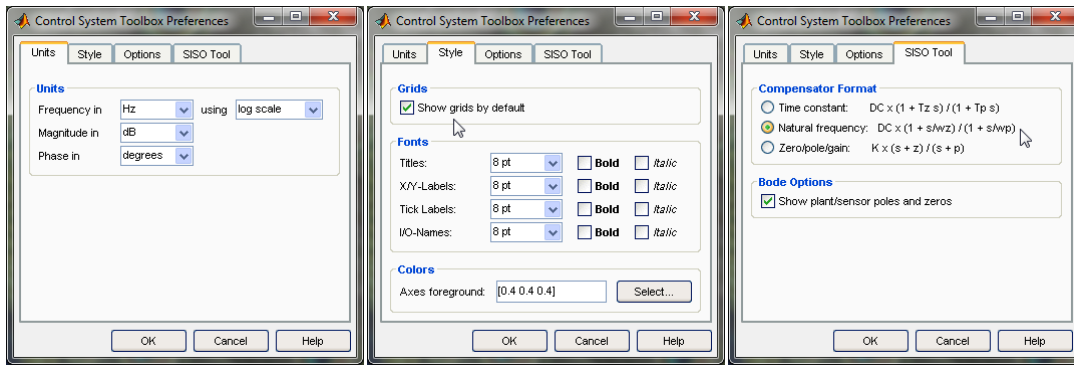 Control System Toolbox Preferences
Units Style Options SISO Tool
Units
Frequency in Hz using log scale
Magnitude in dB
Phase in degrees
OK Cancel Help
Control System Toolbox Preferences
Units Style Options SISO Tool
Grids
Show grids by default
Fonts
Titles: 8 pt Bold Italic
X/Y-Labels: 8 pt Bold Italic
Tick Labels: 8 pt Bold Italic
I/O-Names: 8 pt Bold Italic
Colors
Axes foreground: [0.4 0.4 0.4] Select...
OK Cancel Help
Control System Toolbox Preferences
Units Style Options SISO Tool
Compensator Format
Time constant: DC x (1 + Tz s) / (1 + Tp s)
Natural frequency: DC x (1 + s/wz) / (1 + s/wp)
Zero/pole/gain: K x (s + z) / (s + p)
Bode Options
Show plant/sensor poles and zeros
OK Cancel Help